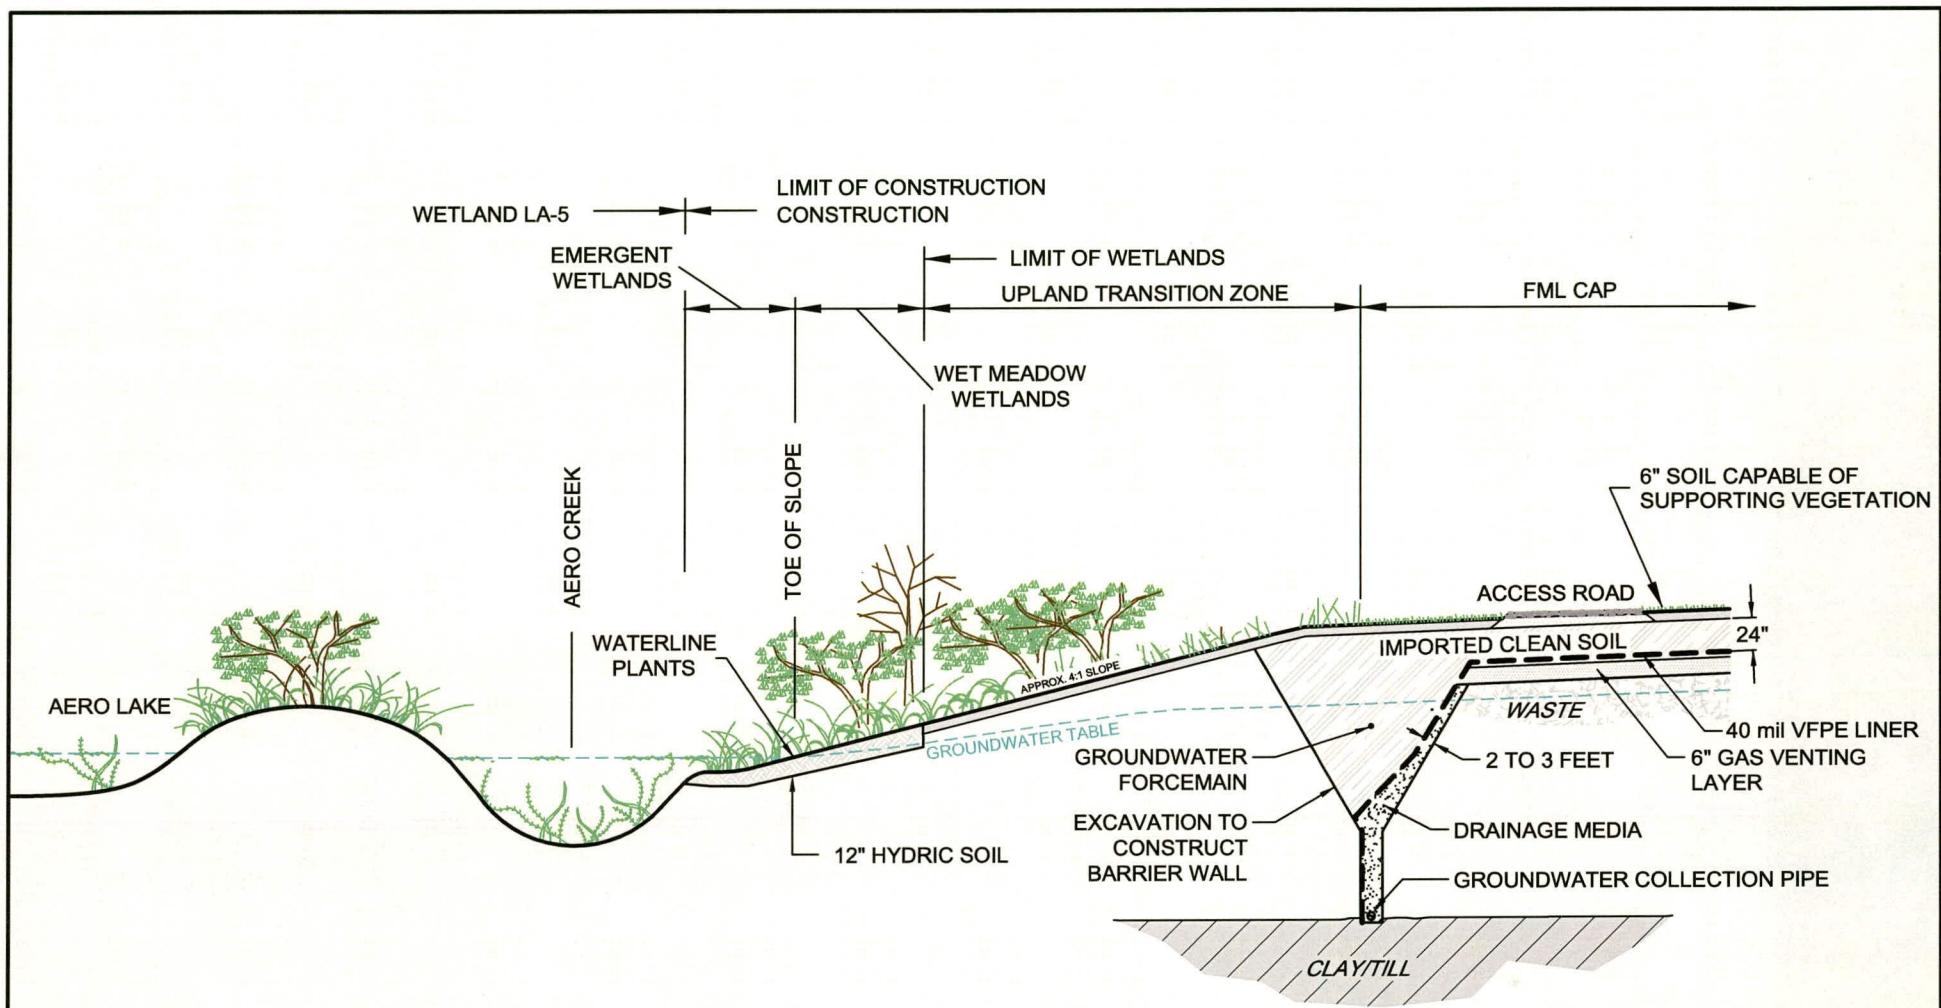 WETLAND LA-5
LIMIT OF CONSTRUCTION
CONSTRUCTION
EMERGENT
WETLANDS
LIMIT OF WETLANDS
UPLAND TRANSITION ZONE
FML CAP
WET MEADOW
WETLANDS
AERO CREEK
TOE OF SLOPE
6" SOIL CAPABLE OF
SUPPORTING VEGETATION
ACCESS ROAD
WATERLINE
PLANTS
IMPORTED CLEAN SOIL
24"
APPROX. 4:1 SLOPE
AERO LAKE
WASTE
GROUNDWATER TABLE
40 mil VFPE LINER
GROUNDWATER
FORCEMAIN
2 TO 3 FEET
6" GAS VENTING
LAYER
EXCAVATION TO
CONSTRUCT
BARRIER WALL
DRAINAGE MEDIA
12" HYDRIC SOIL
GROUNDWATER COLLECTION PIPE
CLAY/TILL